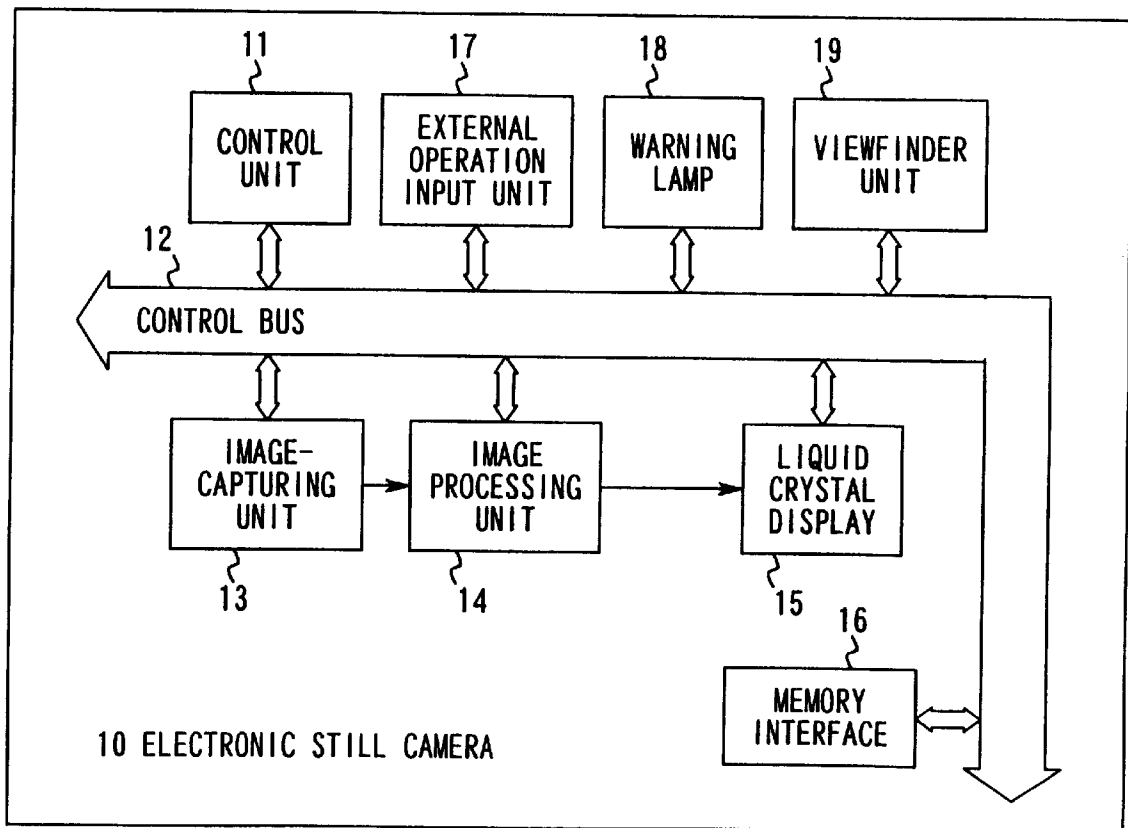 11
17
18
19
CONTROL
UNIT
EXTERNAL
OPERATION
INPUT UNIT
WARNING
LAMP
VIEWFINDER
UNIT
12
CONTROL BUS
IMAGE-
CAPTURING
UNIT
IMAGE
PROCESSING
UNIT
LIQUID
CRYSTAL
DISPLAY
13
14
15
16
MEMORY
INTERFACE
10 ELECTRONIC STILL CAMERA